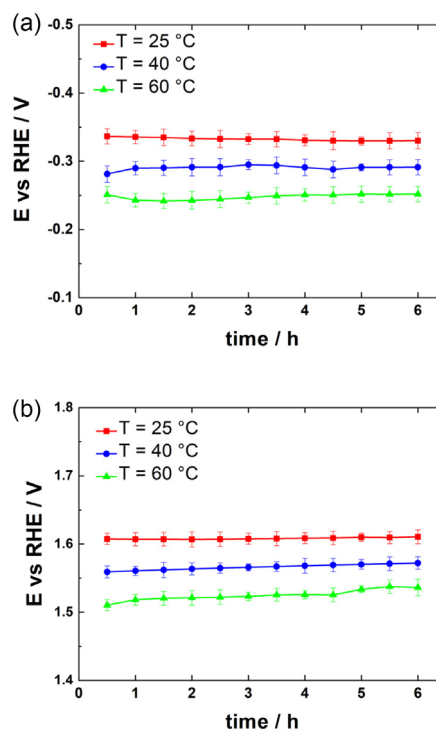 (a)
-0.5
-0.4
-0.3
-0.2
-0.1
E vs RHE / V
T = 25 °C
T = 40 °C
T = 60 °C
0 1 2 3 4 5 6
time / h
(b)
1.8
1.7
1.6
1.5
1.4
E vs RHE / V
T = 25 °C
T = 40 °C
T = 60 °C
0 1 2 3 4 5 6
time / h